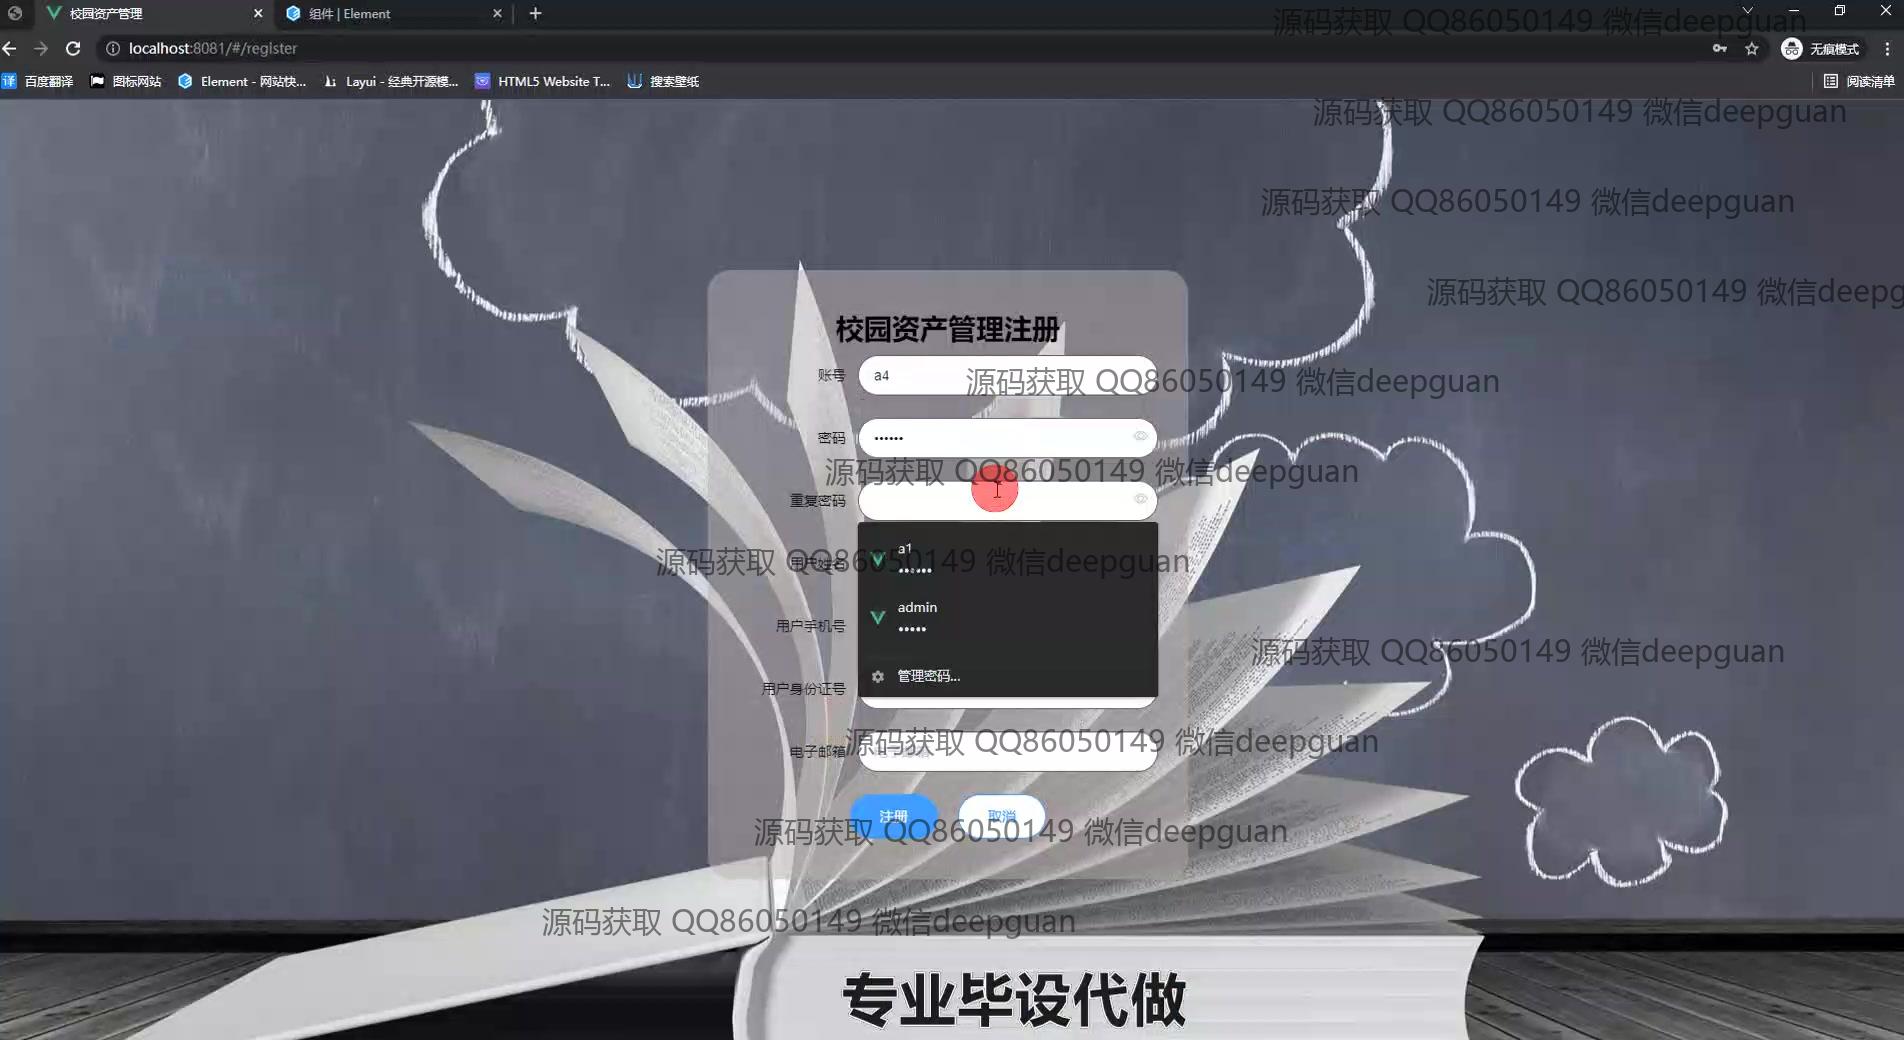 校园资产管理
组件 | Element
源码获取 QQ86050149 微信deepguan
localhost:8081/#/register
无痕模式
译 百度翻译
图标网站
Element - 网站快...
Layui - 经典开源模...
HTML5 Website T...
搜索壁纸
阅读清单
源码获取 QQ86050149 微信deepguan
源码获取 QQ86050149 微信deepguan
源码获取 QQ86050149 微信deepg
校园资产管理注册
账号 a4
源码获取 QQ86050149 微信deepguan
密码 ••••••
源码获取 QQ86050149 微信deepguan
重复密码
a1
••••••
用户姓名
源码获取 QQ86050149 微信deepguan
admin
•••••
用户手机号
源码获取 QQ86050149 微信deepguan
管理密码...
用户身份证号
电子邮箱
源码获取 QQ86050149 微信deepguan
注册
取消
源码获取 QQ86050149 微信deepguan
源码获取 QQ86050149 微信deepguan
专业毕设代做